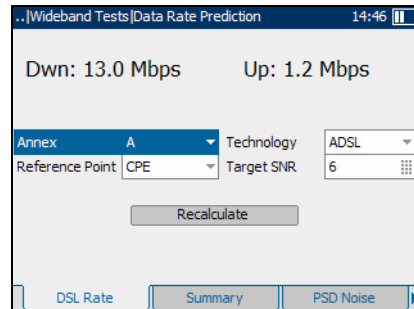 ..|Wideband Tests|Data Rate Prediction 14:46
Dwn: 13.0 Mbps Up: 1.2 Mbps
Annex A Technology ADSL
Reference Point CPE Target SNR 6
Recalculate
DSL Rate Summary PSD Noise